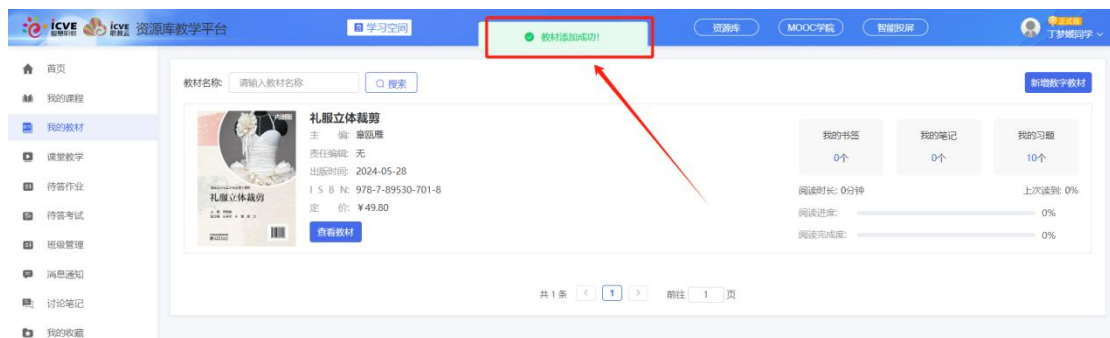 icve 智慧职教 icve 职教云 资源库教学平台
学习空间
教材添加成功!
资源库
MOOC学院
智能投屏
正式版
丁梦媚同学
首页
我的课程
我的教材
课堂教学
待答作业
待答考试
班级管理
消息通知
讨论笔记
我的收藏
教材名称: 请输入教材名称 搜索
新增数字教材
礼服立体裁剪
主 编: 章瓯雁
责任编辑: 无
出版时间: 2024-05-28
I S B N: 978-7-89530-701-8
定 价: ¥49.80
查看教材
礼服立体裁剪
我的书签
0个
我的笔记
0个
我的习题
10个
阅读时长: 0分钟 上次读到: 0%
阅读进度: 0%
阅读完成度: 0%
共 1 条 < 1 > 前往 1 页